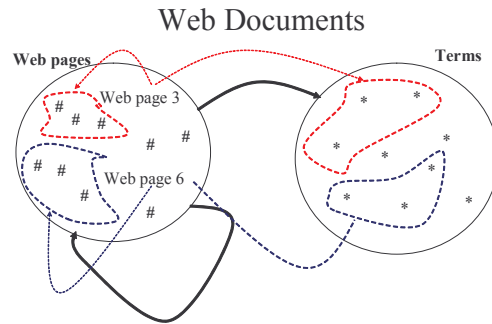 Web Documents
Web pages
Terms
Web page 3
# # #
# #
# # #
Web page 6
#
* *
* * *
* * *
*